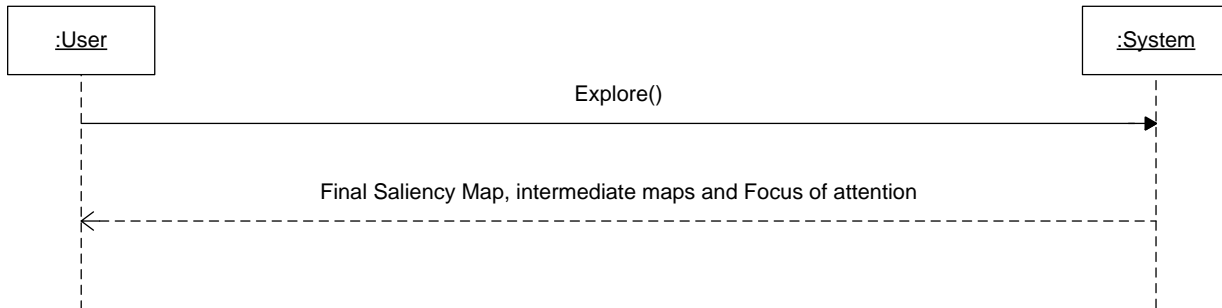 :User
:System
Explore()
Final Saliency Map, intermediate maps and Focus of attention